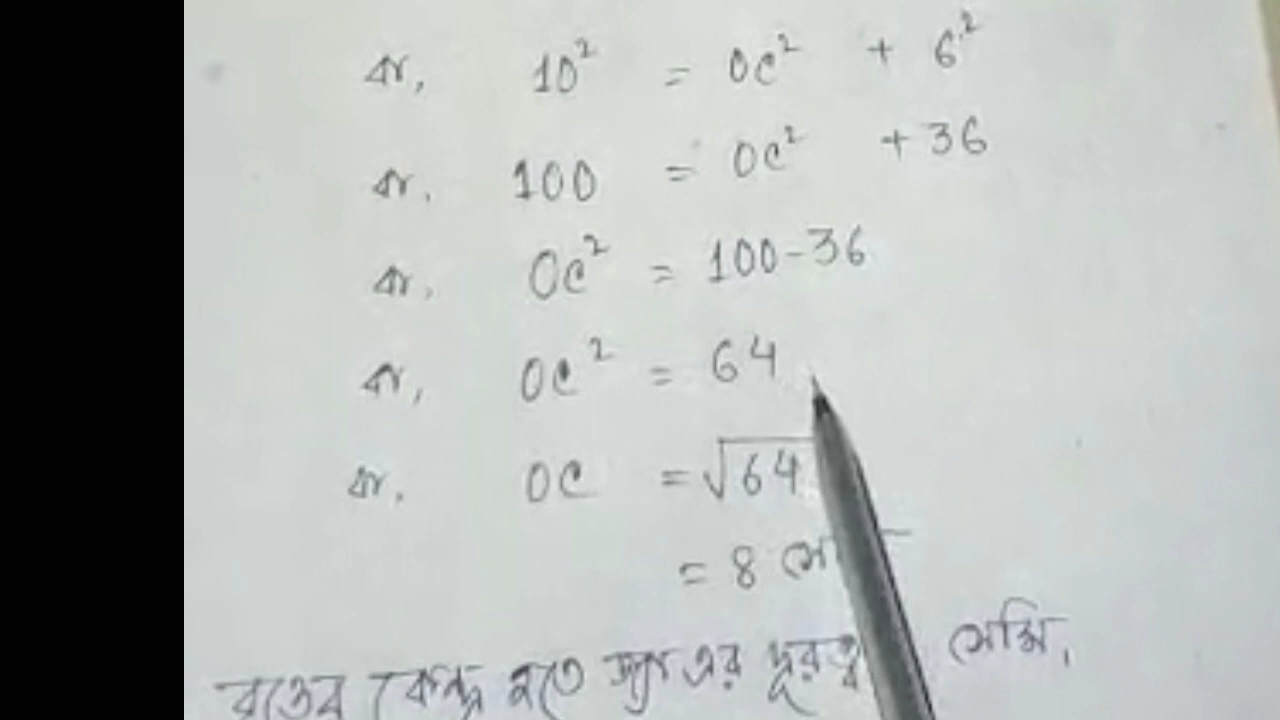 বা, 10² = OC² + 6²
বা, 100 = OC² + 36
বা, OC² = 100-36
বা, OC² = 64
বা, OC = √64
= 8
বৃত্তের কেন্দ্র হতে জ্যা এর দূরত্ব সেমি,